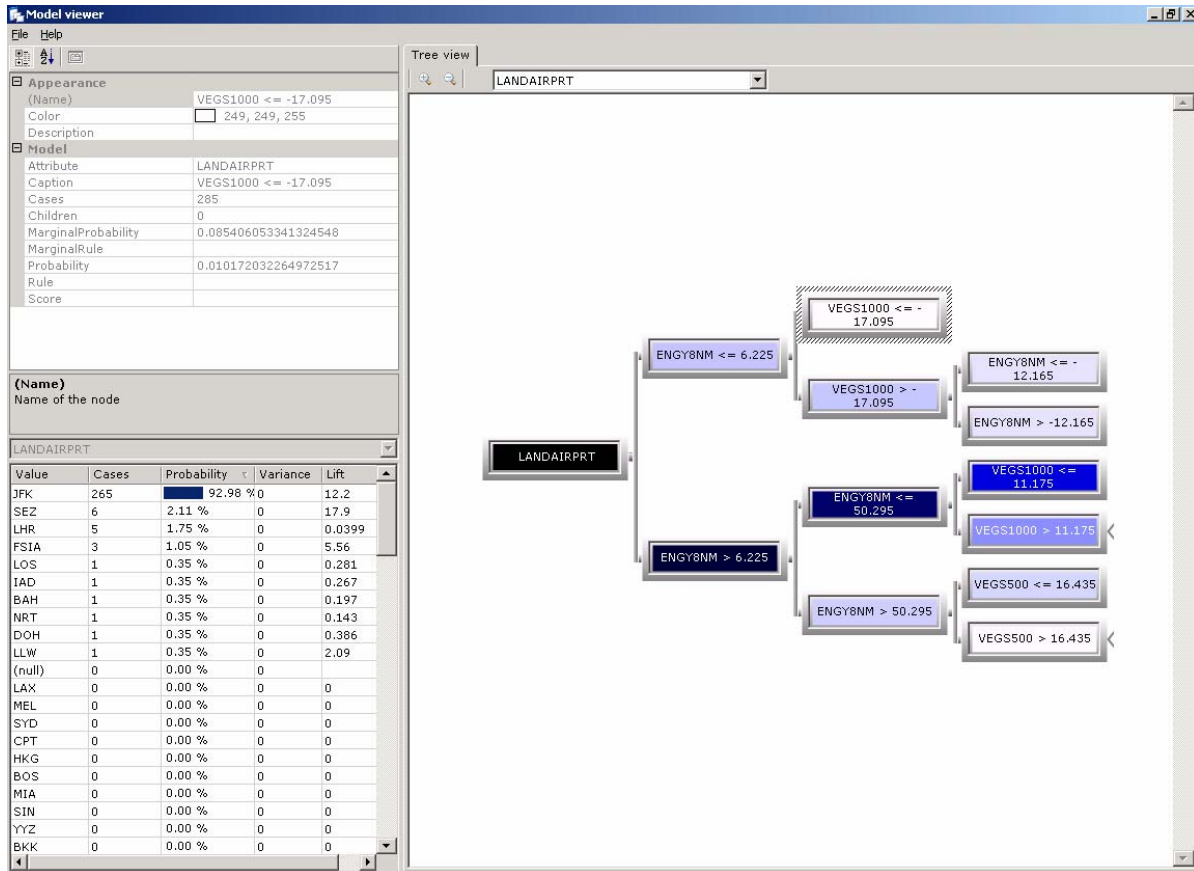 Model viewer
File Help
Appearance
(Name) VEGS1000 <= -17.095
Color 249, 249, 255
Description
Model
Attribute LANDAIRPRT
Caption VEGS1000 <= -17.095
Cases 285
Children 0
MarginalProbability 0.085406053341324548
MarginalRule
Probability 0.010172032264972517
Rule
Score
(Name)
Name of the node
LANDAIRPRT
Value Cases Probability Variance Lift
JFK 265 92.98 % 0 12.2
SEZ 6 2.11 % 0 17.9
LHR 5 1.75 % 0 0.0399
FSIA 3 1.05 % 0 5.56
LOS 1 0.35 % 0 0.281
IAD 1 0.35 % 0 0.267
BAH 1 0.35 % 0 0.197
NRT 1 0.35 % 0 0.143
DOH 1 0.35 % 0 0.386
LLW 1 0.35 % 0 2.09
(null) 0 0.00 % 0
LAX 0 0.00 % 0 0
MEL 0 0.00 % 0 0
SYD 0 0.00 % 0 0
CPT 0 0.00 % 0 0
HKG 0 0.00 % 0 0
BOS 0 0.00 % 0 0
MIA 0 0.00 % 0 0
SIN 0 0.00 % 0 0
YYZ 0 0.00 % 0 0
BKK 0 0.00 % 0 0
Tree view
LANDAIRPRT
LANDAIRPRT
ENGY8NM <= 6.225
ENGY8NM > 6.225
VEGS1000 <= -
17.095
VEGS1000 > -
17.095
ENGY8NM <=
50.295
ENGY8NM > 50.295
ENGY8NM <= -
12.165
ENGY8NM > -12.165
VEGS1000 <=
11.175
VEGS1000 > 11.175
VEGS500 <= 16.435
VEGS500 > 16.435